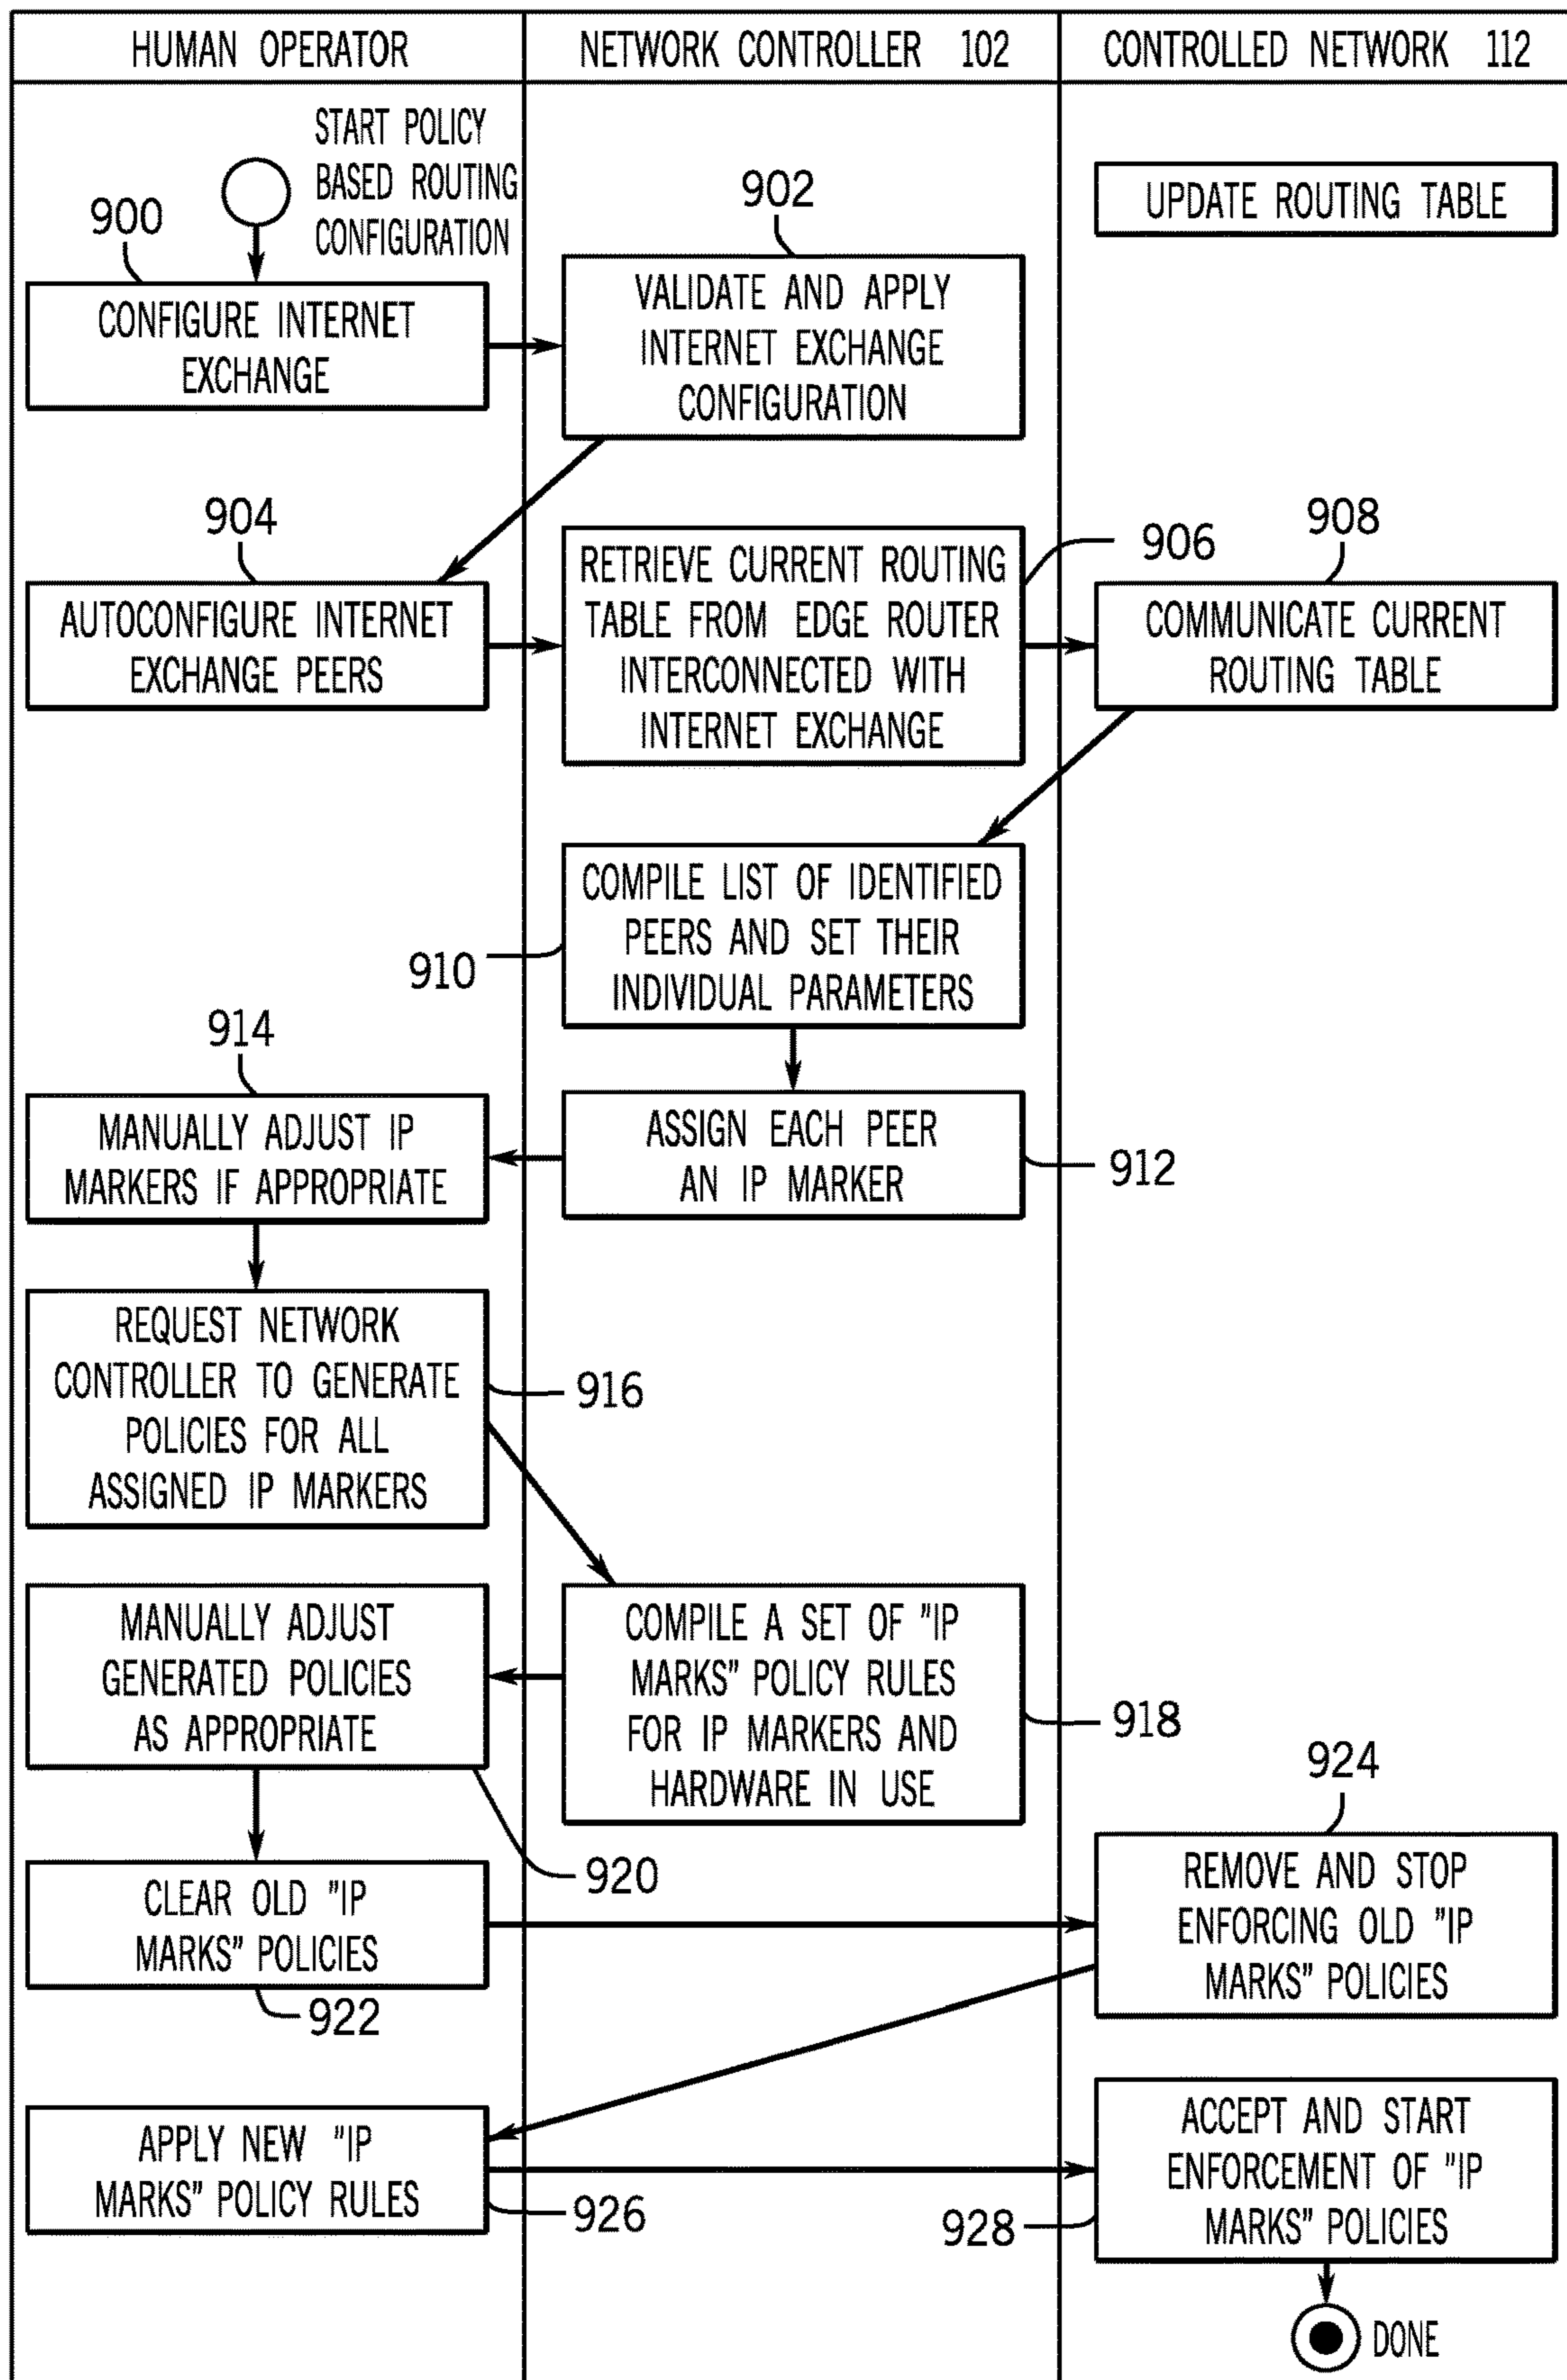 HUMAN OPERATOR
NETWORK CONTROLLER 102
CONTROLLED NETWORK 112
START POLICY
BASED ROUTING
CONFIGURATION
UPDATE ROUTING TABLE
900
CONFIGURE INTERNET
EXCHANGE
902
VALIDATE AND APPLY
INTERNET EXCHANGE
CONFIGURATION
904
AUTOCONFIGURE INTERNET
EXCHANGE PEERS
906
RETRIEVE CURRENT ROUTING
TABLE FROM EDGE ROUTER
INTERCONNECTED WITH
INTERNET EXCHANGE
908
COMMUNICATE CURRENT
ROUTING TABLE
910
COMPILE LIST OF IDENTIFIED
PEERS AND SET THEIR
INDIVIDUAL PARAMETERS
912
ASSIGN EACH PEER
AN IP MARKER
914
MANUALLY ADJUST IP
MARKERS IF APPROPRIATE
916
REQUEST NETWORK
CONTROLLER TO GENERATE
POLICIES FOR ALL
ASSIGNED IP MARKERS
918
COMPILE A SET OF "IP
MARKS" POLICY RULES
FOR IP MARKERS AND
HARDWARE IN USE
920
MANUALLY ADJUST
GENERATED POLICIES
AS APPROPRIATE
922
CLEAR OLD "IP
MARKS" POLICIES
924
REMOVE AND STOP
ENFORCING OLD "IP
MARKS" POLICIES
926
APPLY NEW "IP
MARKS" POLICY RULES
928
ACCEPT AND START
ENFORCEMENT OF "IP
MARKS" POLICIES
DONE